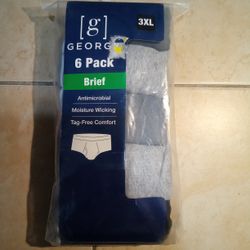 [g]
3XL
GEORGE
6 Pack
Brief
Antimicrobial
Moisture Wicking
Tag-Free Comfort